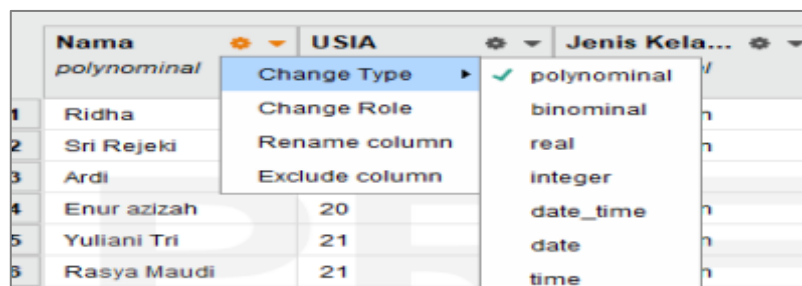 Nama USIA Jenis Kela...
polynominal
Change Type polynominal
1 Ridha Change Role binominal
2 Sri Rejeki Rename column real
3 Ardi Exclude column integer
4 Enur azizah 20 date_time
5 Yuliani Tri 21 date
6 Rasya Maudi 21 time